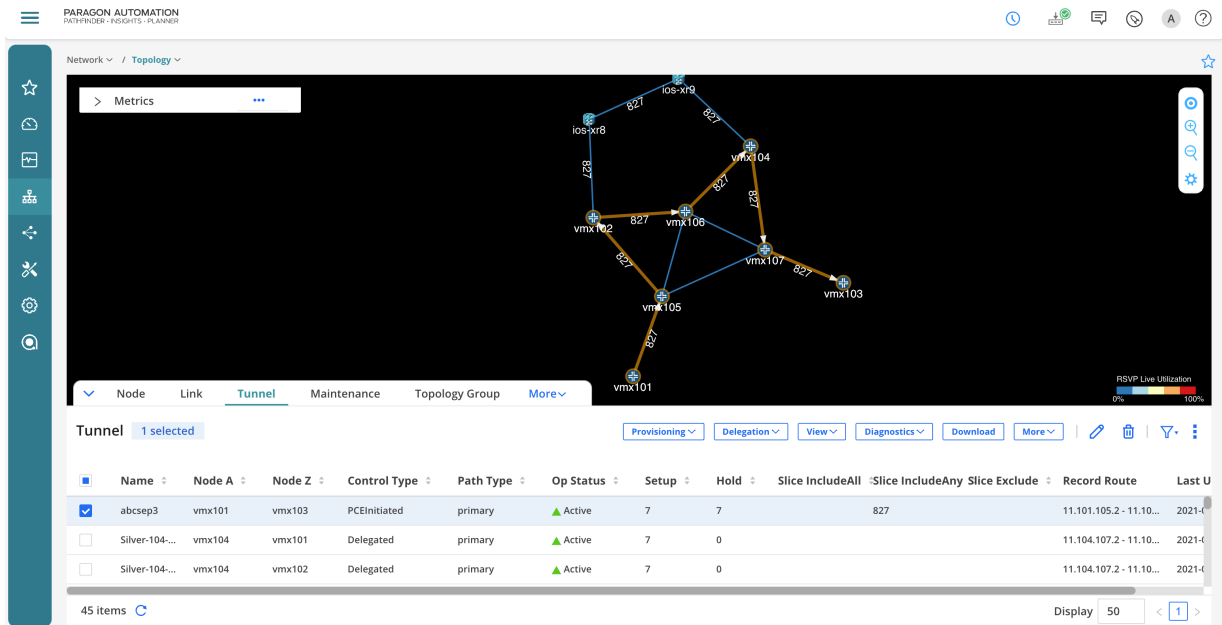 PARAGON AUTOMATION
PATHFINDER • INSIGHTS • PLANNER
A
Network / Topology
Metrics
ios-xr9
827
827
ios-xr8
827
vmx104
827
827
827
vmx102
vmx106
827
vmx107
827
vmx103
vmx105
827
vmx101
RSVP Live Utilization
0% 100%
Node Link Tunnel Maintenance Topology Group More
Tunnel 1 selected
Provisioning Delegation View Diagnostics Download More
Name Node A Node Z Control Type Path Type Op Status Setup Hold Slice IncludeAll Slice IncludeAny Slice Exclude Record Route Last U
abcsep3 vmx101 vmx103 PCEInitiated primary Active 7 7 827 11.101.105.2 - 11.10... 2021-0
Silver-104-... vmx104 vmx101 Delegated primary Active 7 0 11.104.107.2 - 11.10... 2021-0
Silver-104-... vmx104 vmx102 Delegated primary Active 7 0 11.104.107.2 - 11.10... 2021-0
45 items
Display 50 < 1 >